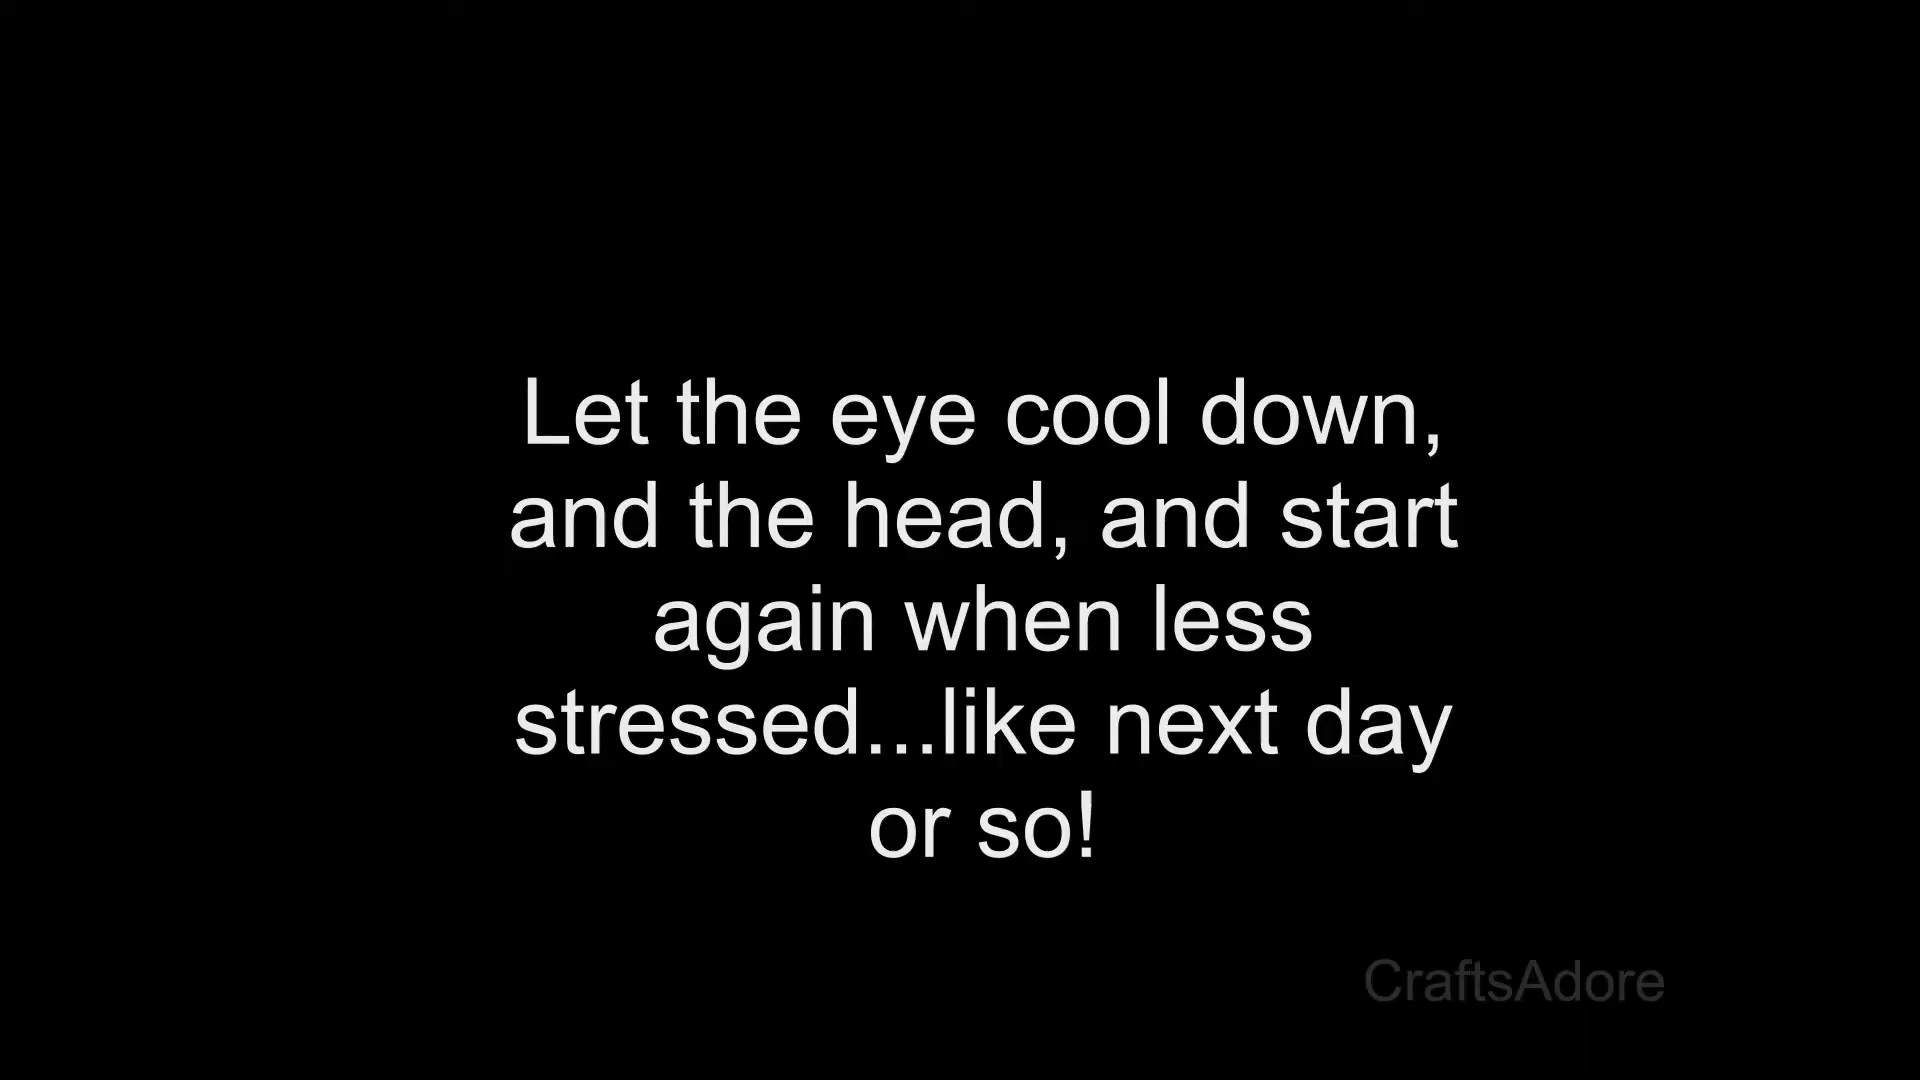 Let the eye cool down,
and the head, and start
again when less
stressed...like next day
or so!
CraftsAdore